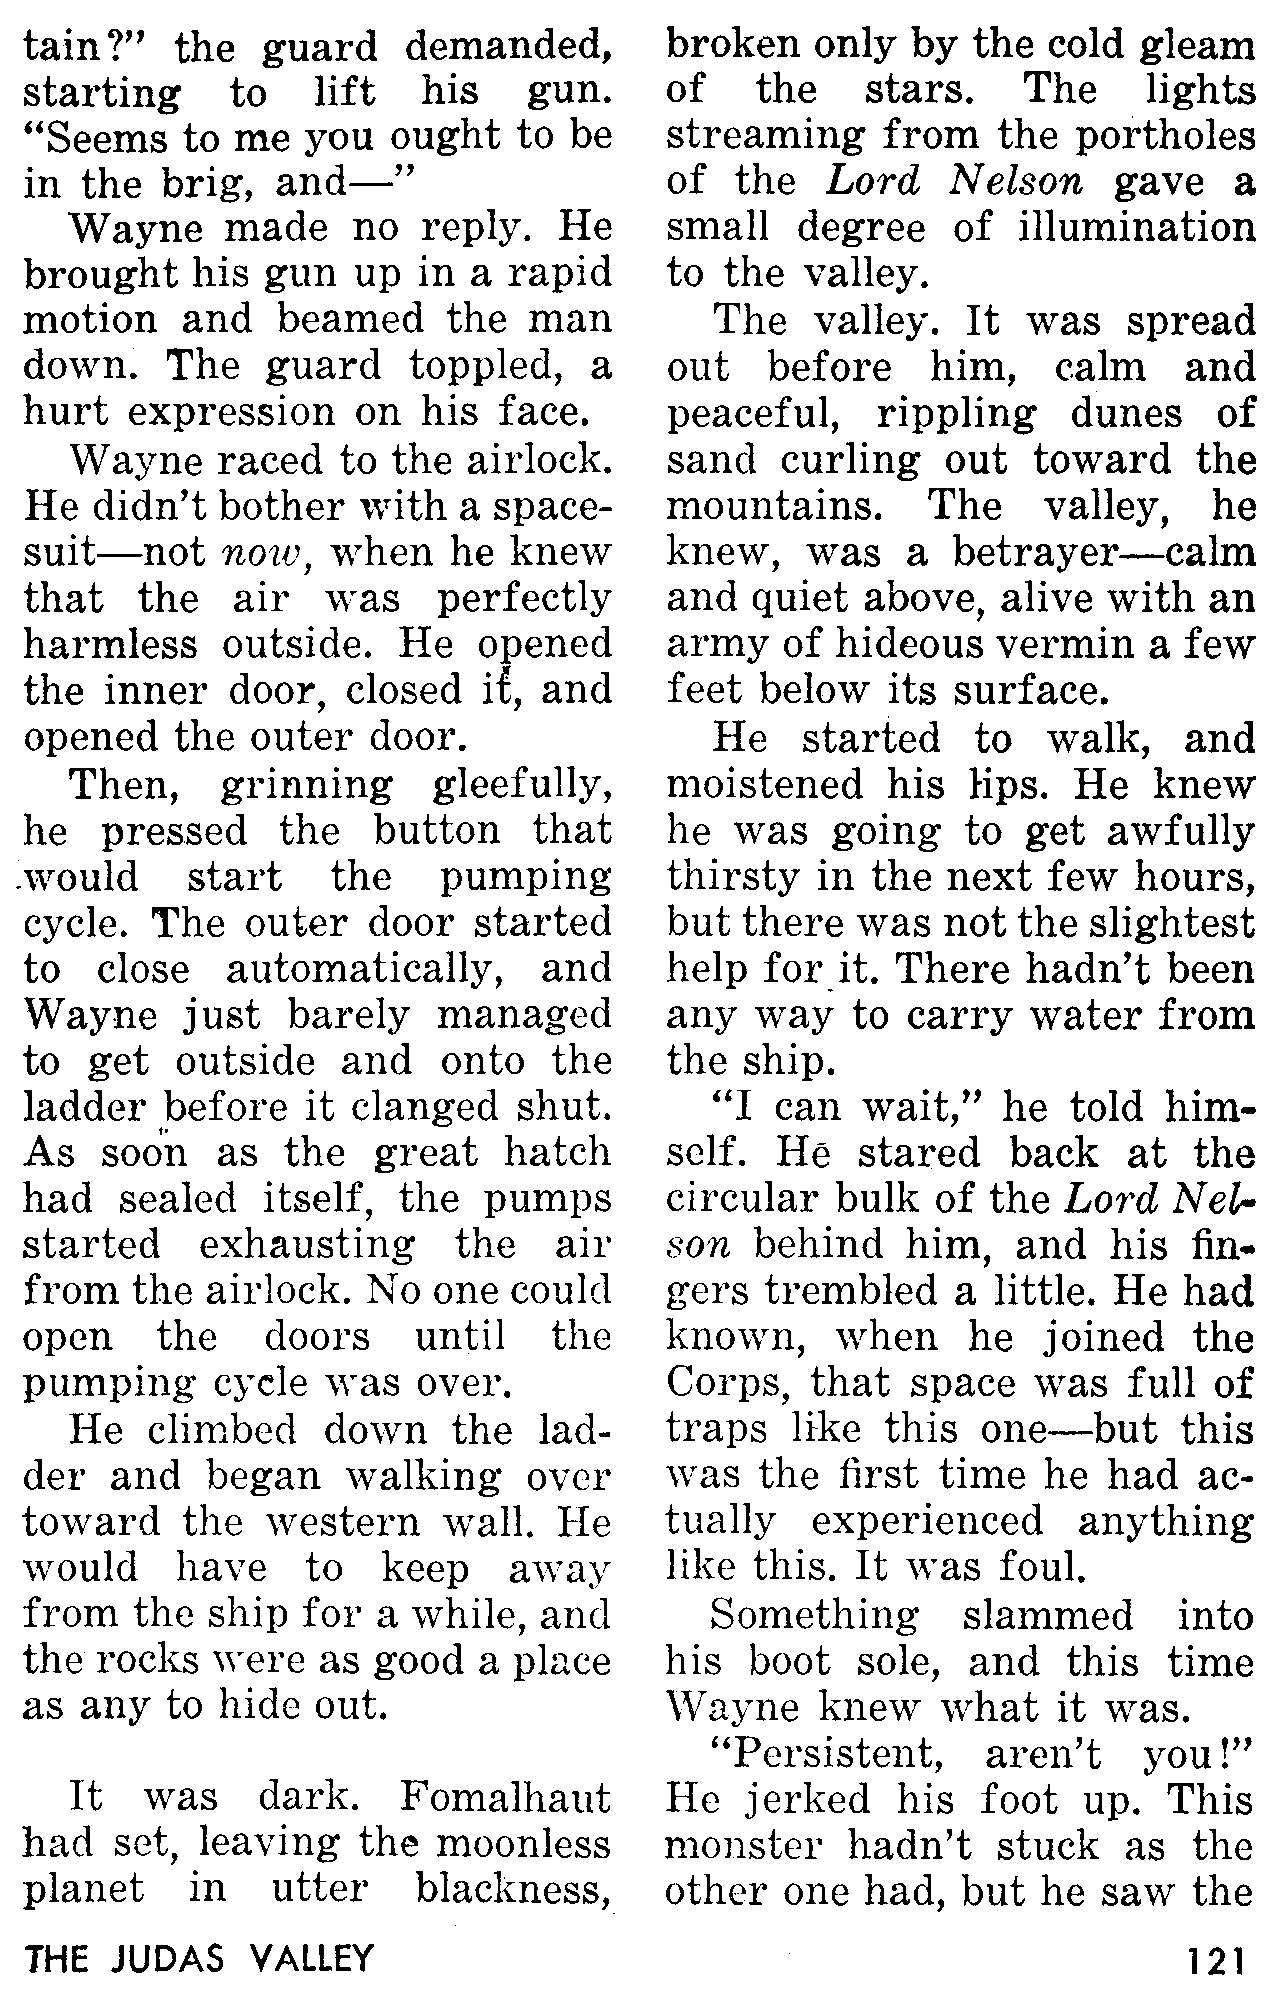 tain?” the guard demanded,
starting to lift his gun.
“Seems to me you ought to be
in the brig, and—”
Wayne made no reply. He
brought his gun up in a rapid
motion and beamed the man
down. The guard toppled, a
hurt expression on his face.
Wayne raced to the airlock.
He didn’t bother with a space-
suit—not now, when he knew
that the air was perfectly
harmless outside. He opened
the inner door, closed it, and
opened the outer door.
Then, grinning gleefully,
he pressed the button that
would start the pumping
cycle. The outer door started
to close automatically, and
Wayne just barely managed
to get outside and onto the
ladder before it clanged shut.
As soon as the great hatch
had sealed itself, the pumps
started exhausting the air
from the airlock. No one could
open the doors until the
pumping cycle was over.
He climbed down the lad-
der and began walking over
toward the western wall. He
would have to keep away
from the ship for a while, and
the rocks were as good a place
as any to hide out.
It was dark. Fomalhaut
had set, leaving the moonless
planet in utter blackness,
broken only by the cold gleam
of the stars. The lights
streaming from the portholes
of the Lord Nelson gave a
small degree of illumination
to the valley.
The valley. It was spread
out before him, calm and
peaceful, rippling dunes of
sand curling out toward the
mountains. The valley, he
knew, was a betrayer—calm
and quiet above, alive with an
army of hideous vermin a few
feet below its surface.
He started to walk, and
moistened his lips. He knew
he was going to get awfully
thirsty in the next few hours,
but there was not the slightest
help for it. There hadn’t been
any way to carry water from
the ship.
“I can wait,” he told him-
self. He stared back at the
circular bulk of the Lord Nel-
son behind him, and his fin-
gers trembled a little. He had
known, when he joined the
Corps, that space was full of
traps like this one—but this
was the first time he had ac-
tually experienced anything
like this. It was foul.
Something slammed into
his boot sole, and this time
Wayne knew what it was.
“Persistent, aren’t you!”
He jerked his foot up. This
monster hadn’t stuck as the
other one had, but he saw the
THE JUDAS VALLEY 121